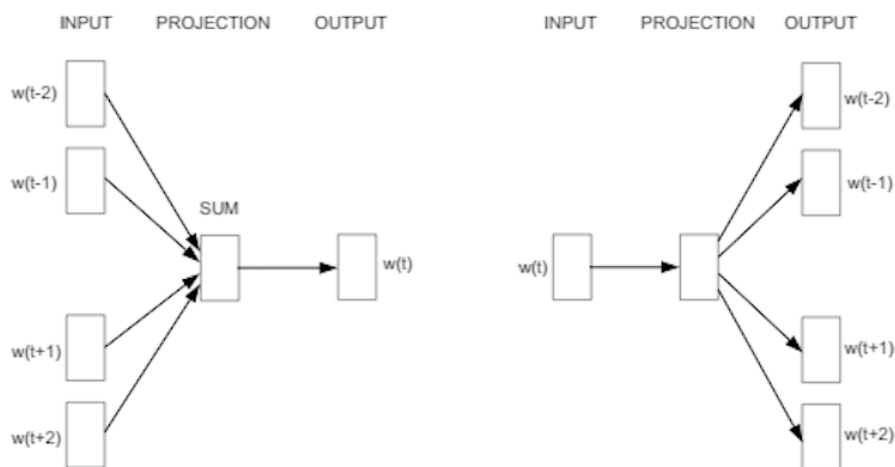 INPUT PROJECTION OUTPUT
w(t-2)
w(t-1)
SUM
w(t)
w(t+1)
w(t+2)
INPUT PROJECTION OUTPUT
w(t-2)
w(t-1)
w(t)
w(t+1)
w(t+2)